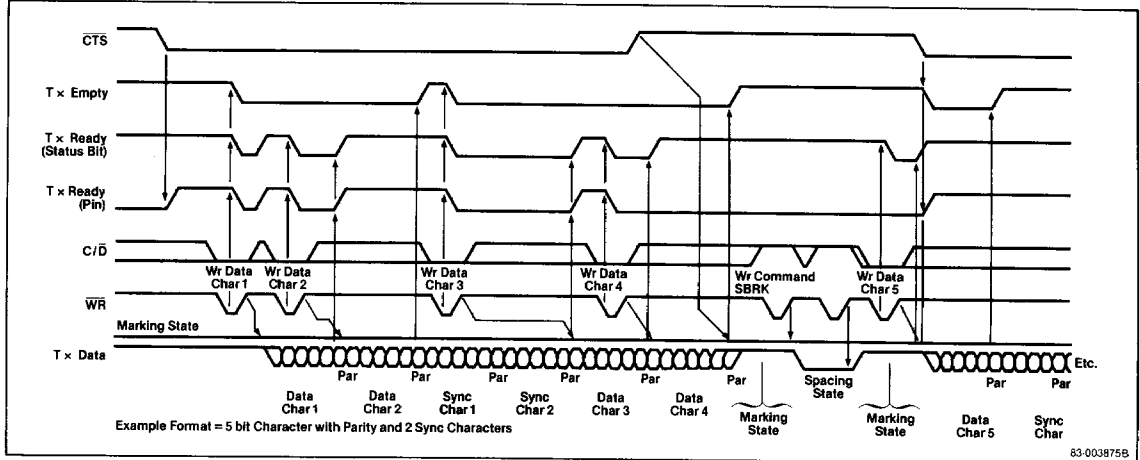 CTS
T × Empty
T × Ready
(Status Bit)
T × Ready
(Pin)
C/D
Wr Data
Char 1
Wr Data
Char 2
Wr Data
Char 3
Wr Data
Char 4
Wr Command
SBRK
Wr Data
Char 5
WR
Marking State
T × Data
Etc.
Par
Par
Par
Par
Par
Par
Par
Par
Par
Spacing
State
Data
Char 1
Data
Char 2
Sync
Char 1
Sync
Char 2
Data
Char 3
Data
Char 4
Marking
State
Marking
State
Data
Char 5
Sync
Char
Example Format = 5 bit Character with Parity and 2 Sync Characters
83-003875B